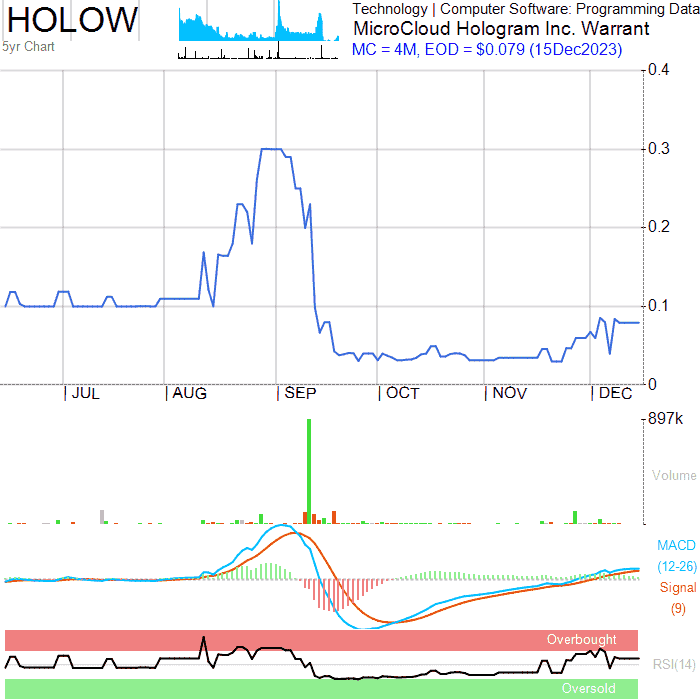 HOLOW
5yr Chart
Technology | Computer Software: Programming Data
MicroCloud Hologram Inc. Warrant
MC = 4M, EOD = $0.079 (15Dec2023)
0.4
0.3
0.2
0.1
0
| JUL | AUG | SEP | OCT | NOV | DEC
897k
Volume
MACD
(12-26)
Signal
(9)
Overbought
RSI(14)
Oversold